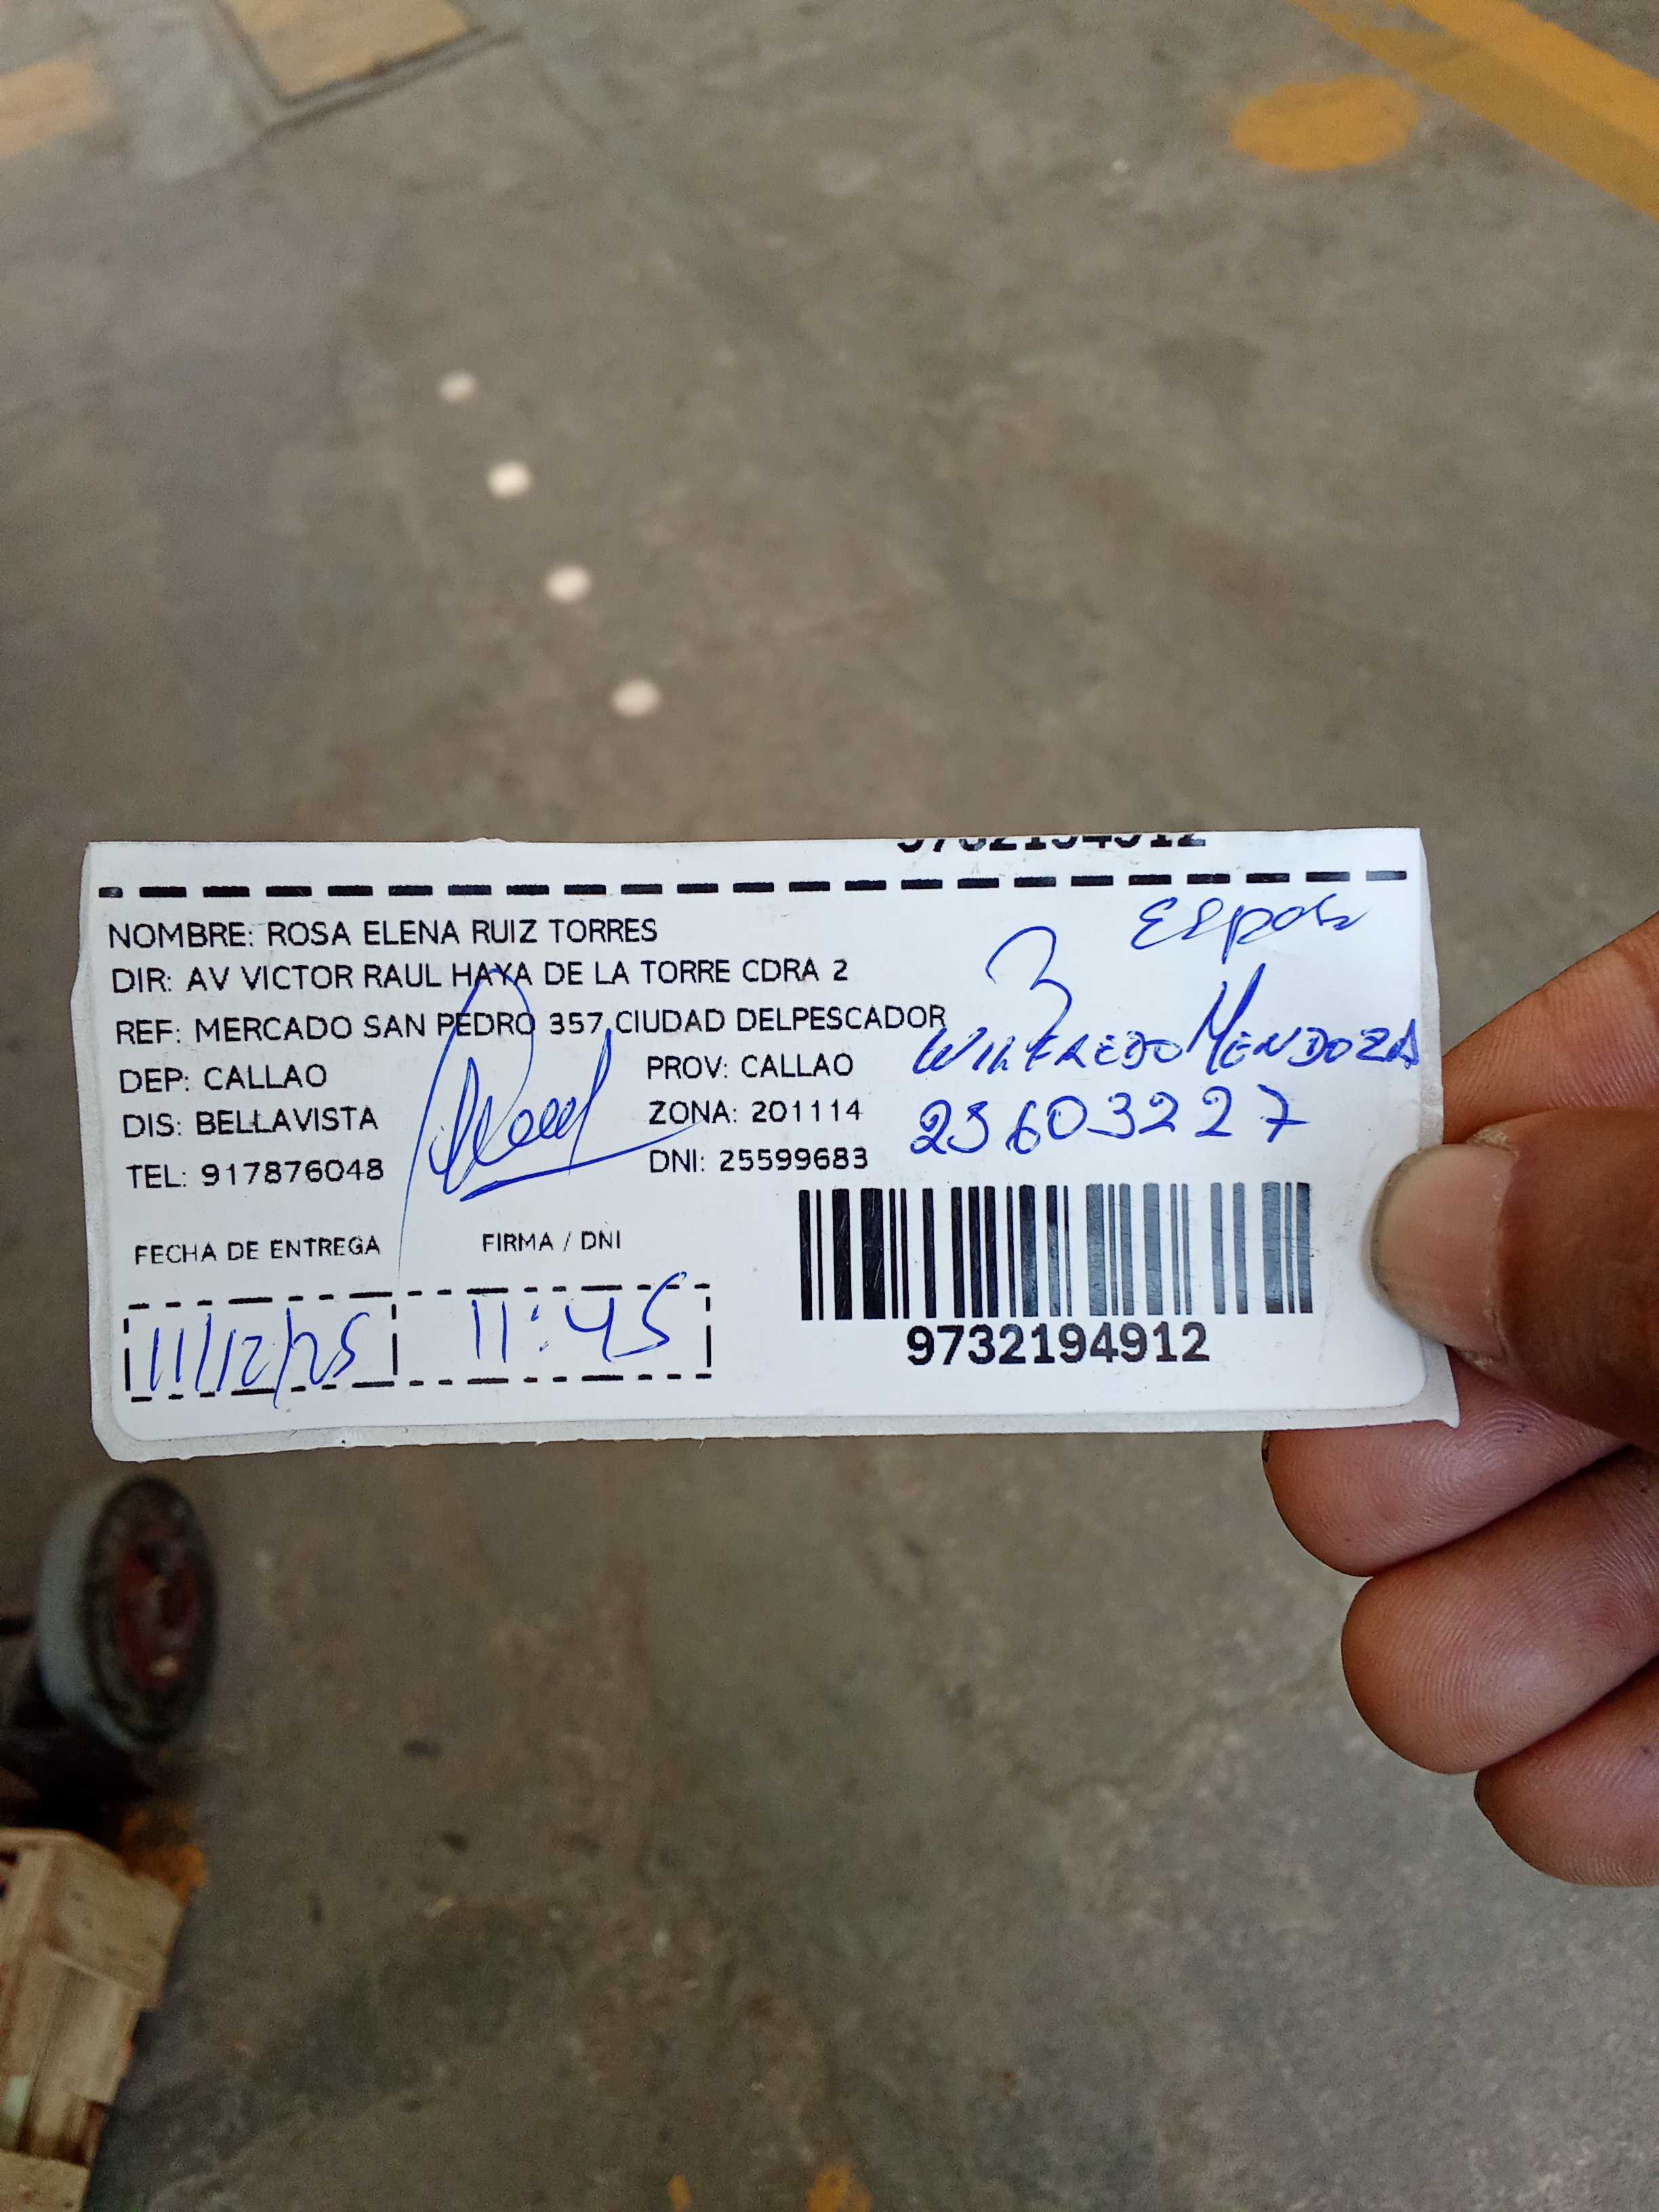 9732194912
NOMBRE: ROSA ELENA RUIZ TORRES
Esposo
DIR: AV VICTOR RAUL HAYA DE LA TORRE CDRA 2
REF: MERCADO SAN PEDRO 357 CIUDAD DELPESCADOR
WILFREDO MENDOZA
DEP: CALLAO PROV: CALLAO
25603227
DIS: BELLAVISTA ZONA: 201114
TEL: 917876048 DNI: 25599683
FECHA DE ENTREGA FIRMA / DNI
11/12/25 11:45
9732194912